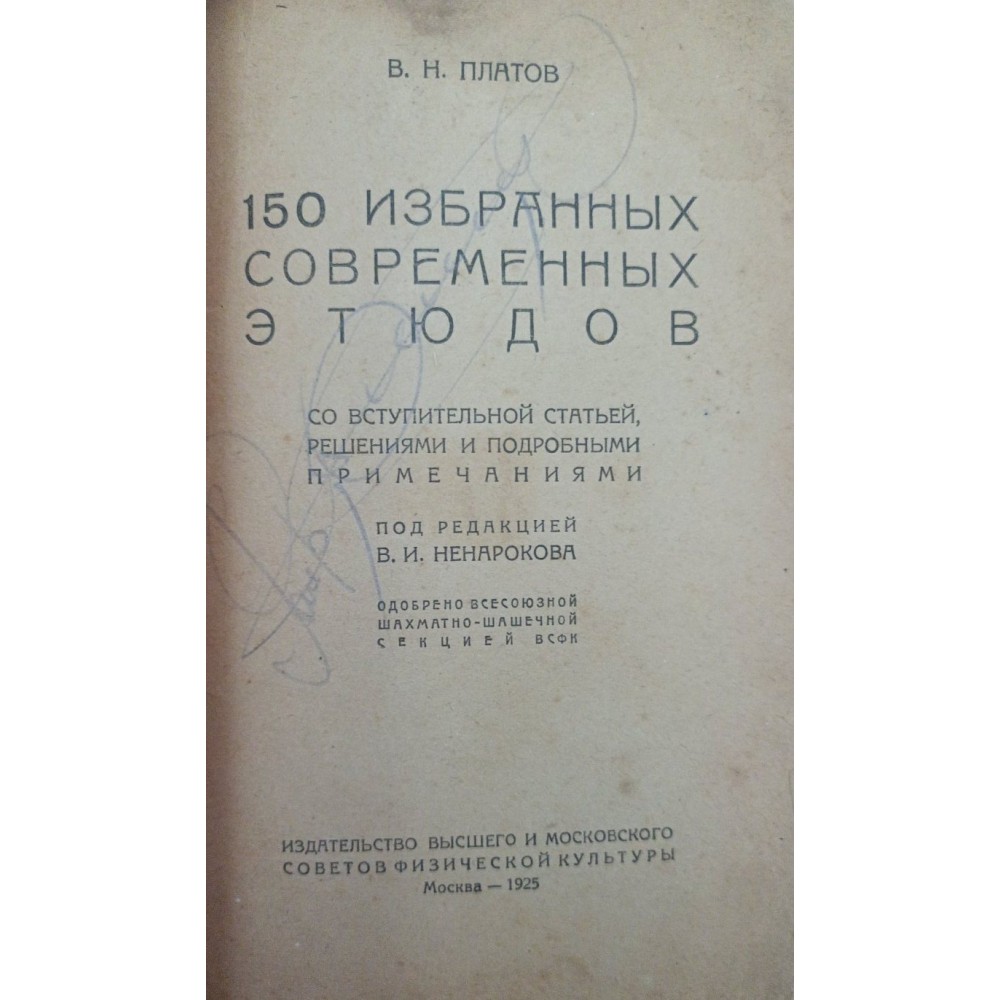 В. Н. ПЛАТОВ
150 ИЗБРАННЫХ
СОВРЕМЕННЫХ
ЭТЮДОВ
СО ВСТУПИТЕЛЬНОЙ СТАТЬЕЙ,
РЕШЕНИЯМИ И ПОДРОБНЫМИ
ПРИМЕЧАНИЯМИ
ПОД РЕДАКЦИЕЙ
В. И. НЕНАРОКОВА
ОДОБРЕНО ВСЕСОЮЗНОЙ
ШАХМАТНО-ШАШЕЧНОЙ
СЕКЦИЕЙ ВСФК
ИЗДАТЕЛЬСТВО ВЫСШЕГО И МОСКОВСКОГО
СОВЕТОВ ФИЗИЧЕСКОЙ КУЛЬТУРЫ
Москва — 1925